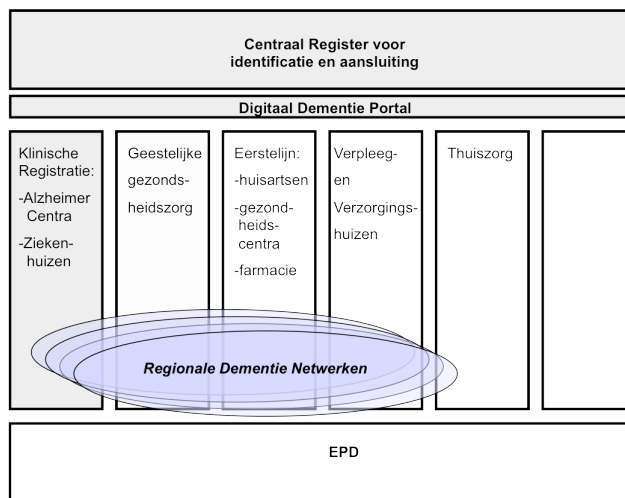 Centraal Register voor
identificatie en aansluiting
Digitaal Dementie Portal
Klinische
Registratie:
-Alzheimer
Centra
-Zieken-
huizen
Geestelijke
gezonds-
heidszorg
Eerstelijn:
-huisartsen
-gezond-
heids-
centra
-farmacie
Verpleeg-
en
Verzorgings-
huizen
Thuiszorg
Regionale Dementie Netwerken
EPD